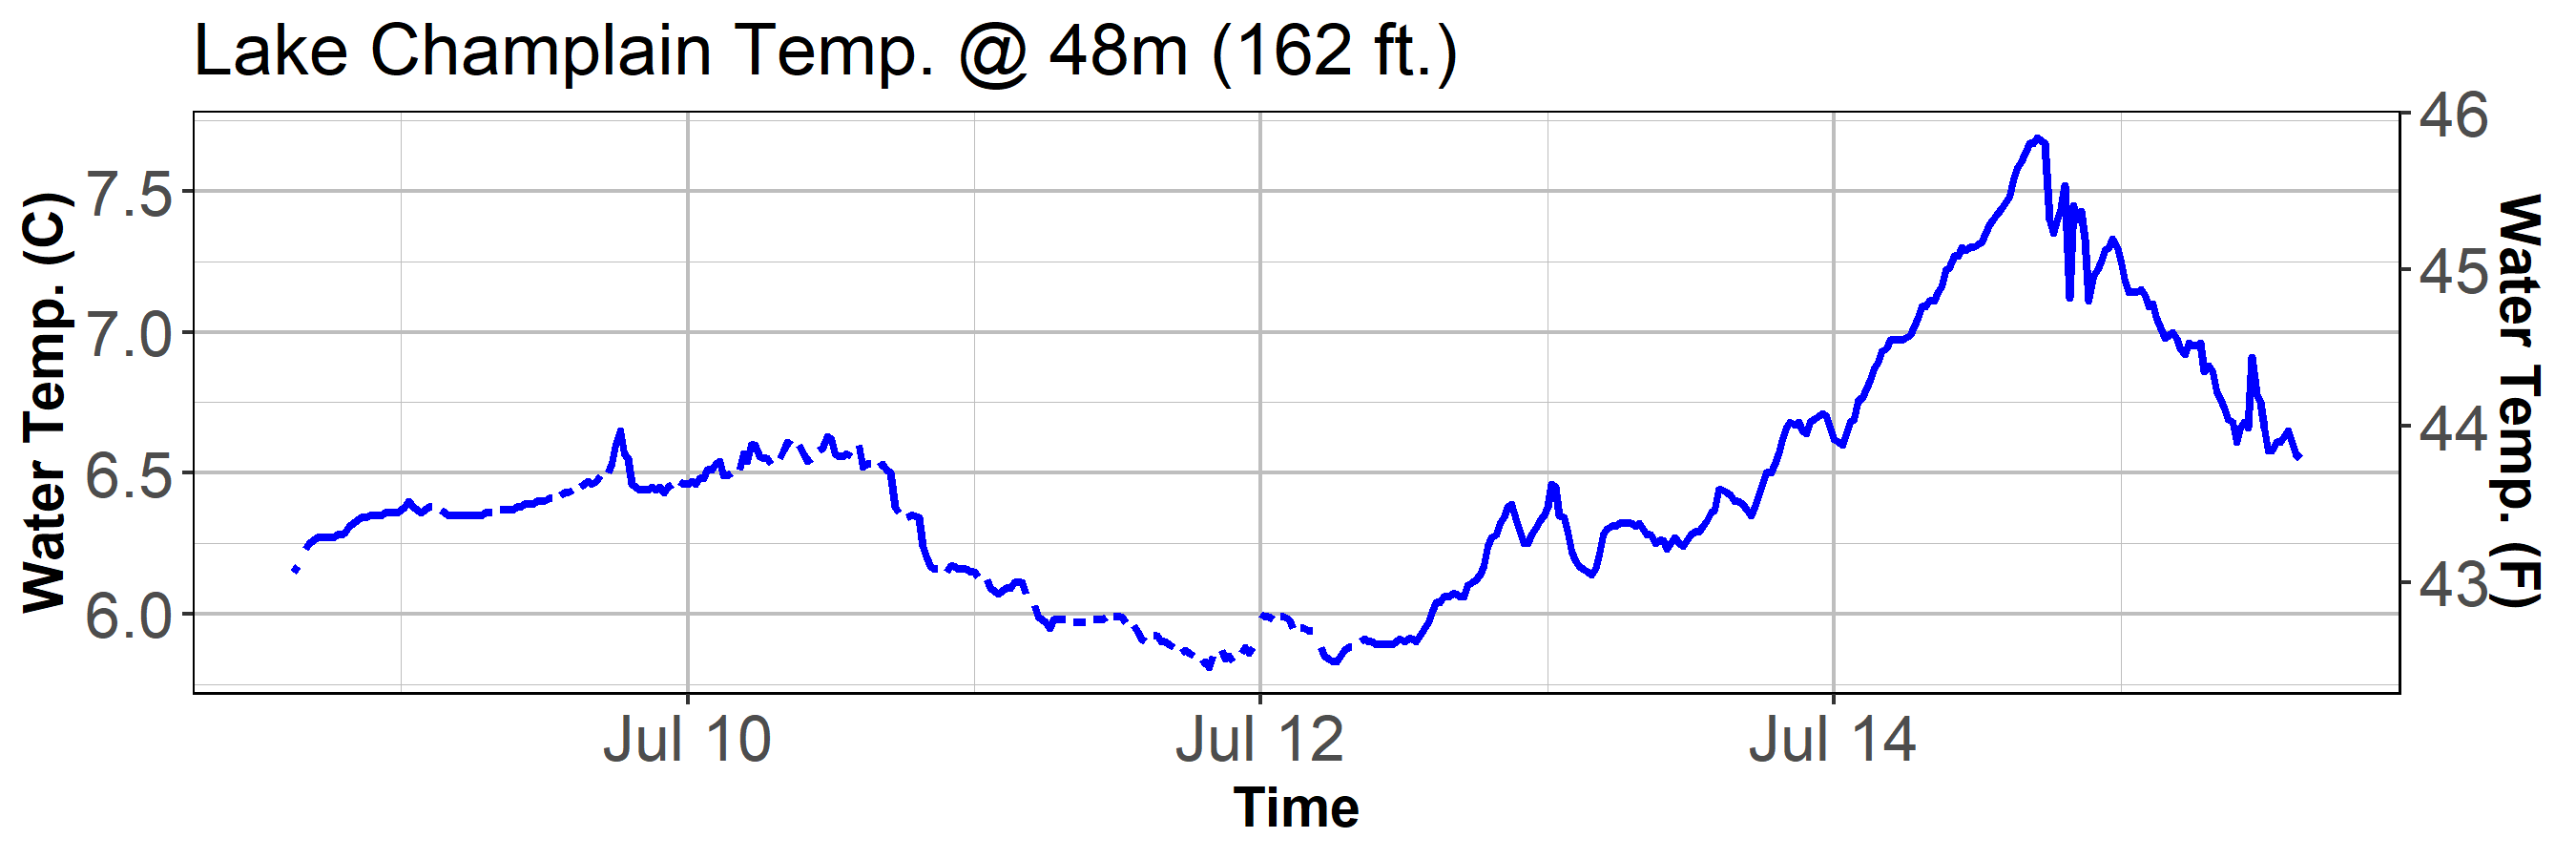 Lake Champlain Temp. @ 48m (162 ft.)
Water Temp. (C)
7.5
7.0
6.5
6.0
46
45
44
43
Water Temp. (F)
Jul 10
Jul 12
Jul 14
Time